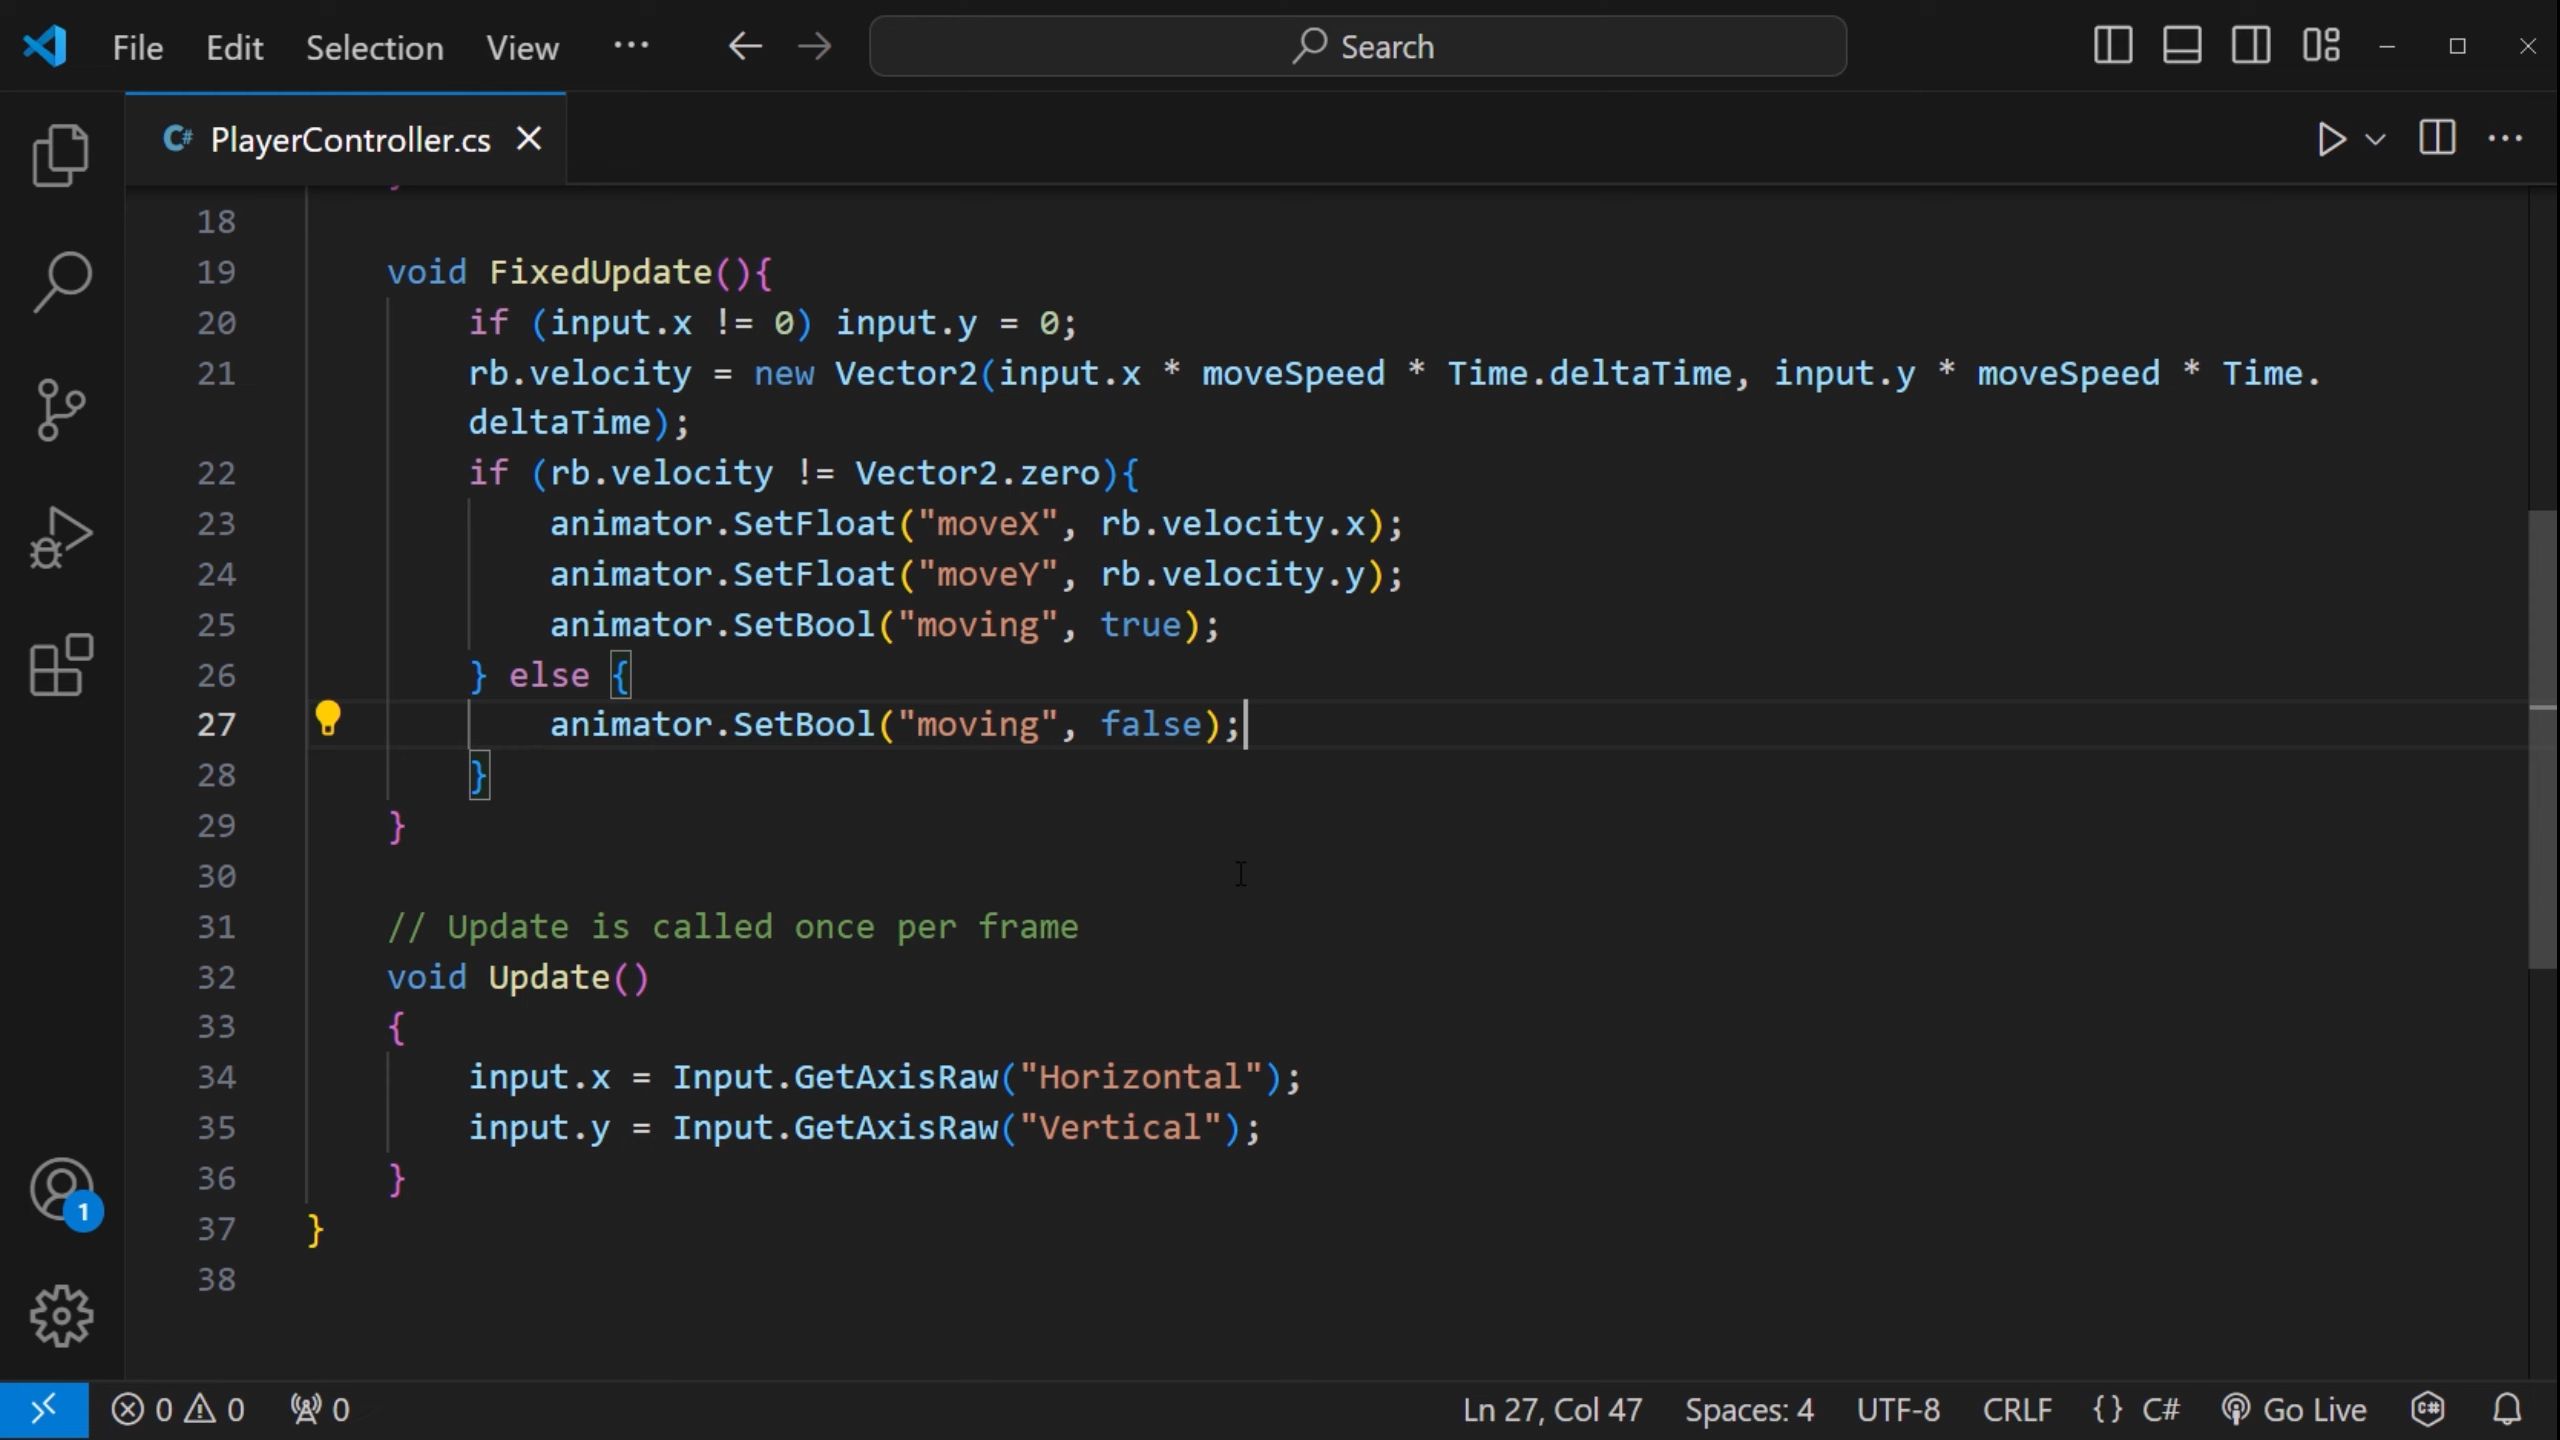 File Edit Selection View ··· Search
C# PlayerController.cs
18
19 void FixedUpdate(){
20 if (input.x != 0) input.y = 0;
21 rb.velocity = new Vector2(input.x * moveSpeed * Time.deltaTime, input.y * moveSpeed * Time.
deltaTime);
22 if (rb.velocity != Vector2.zero){
23 animator.SetFloat("moveX", rb.velocity.x);
24 animator.SetFloat("moveY", rb.velocity.y);
25 animator.SetBool("moving", true);
26 } else {
27 animator.SetBool("moving", false);
28 }
29 }
30
31 // Update is called once per frame
32 void Update()
33 {
34 input.x = Input.GetAxisRaw("Horizontal");
35 input.y = Input.GetAxisRaw("Vertical");
36 }
37 }
38
1
0 0 0 Ln 27, Col 47 Spaces: 4 UTF-8 CRLF {} C# Go Live